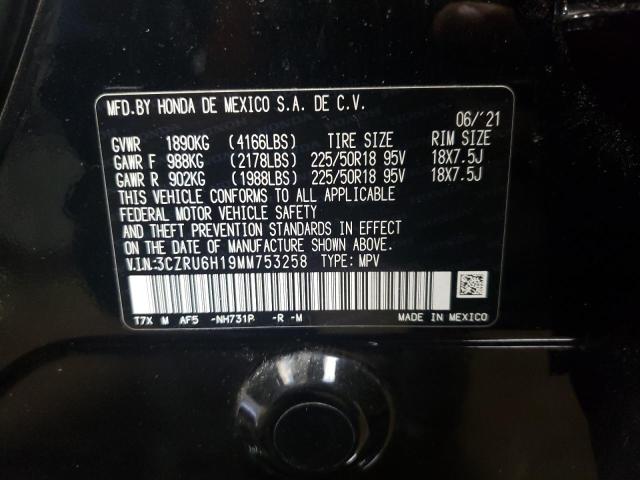 MFD.BY HONDA DE MEXICO S.A. DE C.V.
06/'21
GVWR 1890KG (4166LBS) TIRE SIZE RIM SIZE
GAWR F 988KG (2178LBS) 225/50R18 95V 18X7.5J
GAWR R 902KG (1988LBS) 225/50R18 95V 18X7.5J
THIS VEHICLE CONFORMS TO ALL APPLICABLE
FEDERAL MOTOR VEHICLE SAFETY
AND THEFT PREVENTION STANDARDS IN EFFECT
ON THE DATE OF MANUFACTURE SHOWN ABOVE.
V.I.N:3CZRU6H19MM753258 TYPE: MPV
T7X M AF5 -NH731P -R -M MADE IN MEXICO